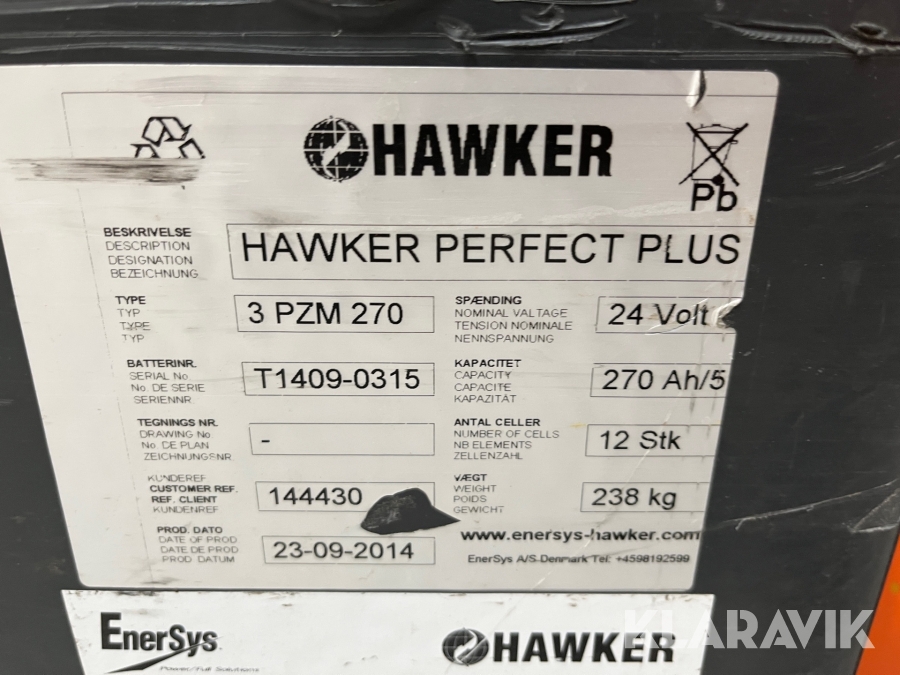 HAWKER
Pb
BESKRIVELSE
DESCRIPTION
DESIGNATION
BEZEICHNUNG
HAWKER PERFECT PLUS
TYPE
TYP
TYPE
TYP
3 PZM 270
SPÆNDING
NOMINAL VALTAGE
TENSION NOMINALE
NENNSPANNUNG
24 Volt
BATTERINR.
SERIAL No
No. DE SERIE
SERIENNR.
T1409-0315
KAPACITET
CAPACITY
CAPACITE
KAPAZITÄT
270 Ah/5
TEGNINGS NR.
DRAWING No
No. DE PLAN
ZEICHNUNGSNR.
-
ANTAL CELLER
NUMBER OF CELLS
NB ELEMENTS
ZELLENZAHL
12 Stk
KUNDEREF
CUSTOMER REF.
REF. CLIENT
KUNDENREF
144430
VÆGT
WEIGHT
POIDS
GEWICHT
238 kg
PROD. DATO
DATE OF PROD
DATE DE PROD
PROD DATUM
23-09-2014
www.enersys-hawker.com
EnerSys A/S Denmark Tel: +4598192599
EnerSys
Power/Full Solutions
HAWKER
KLARAVIK